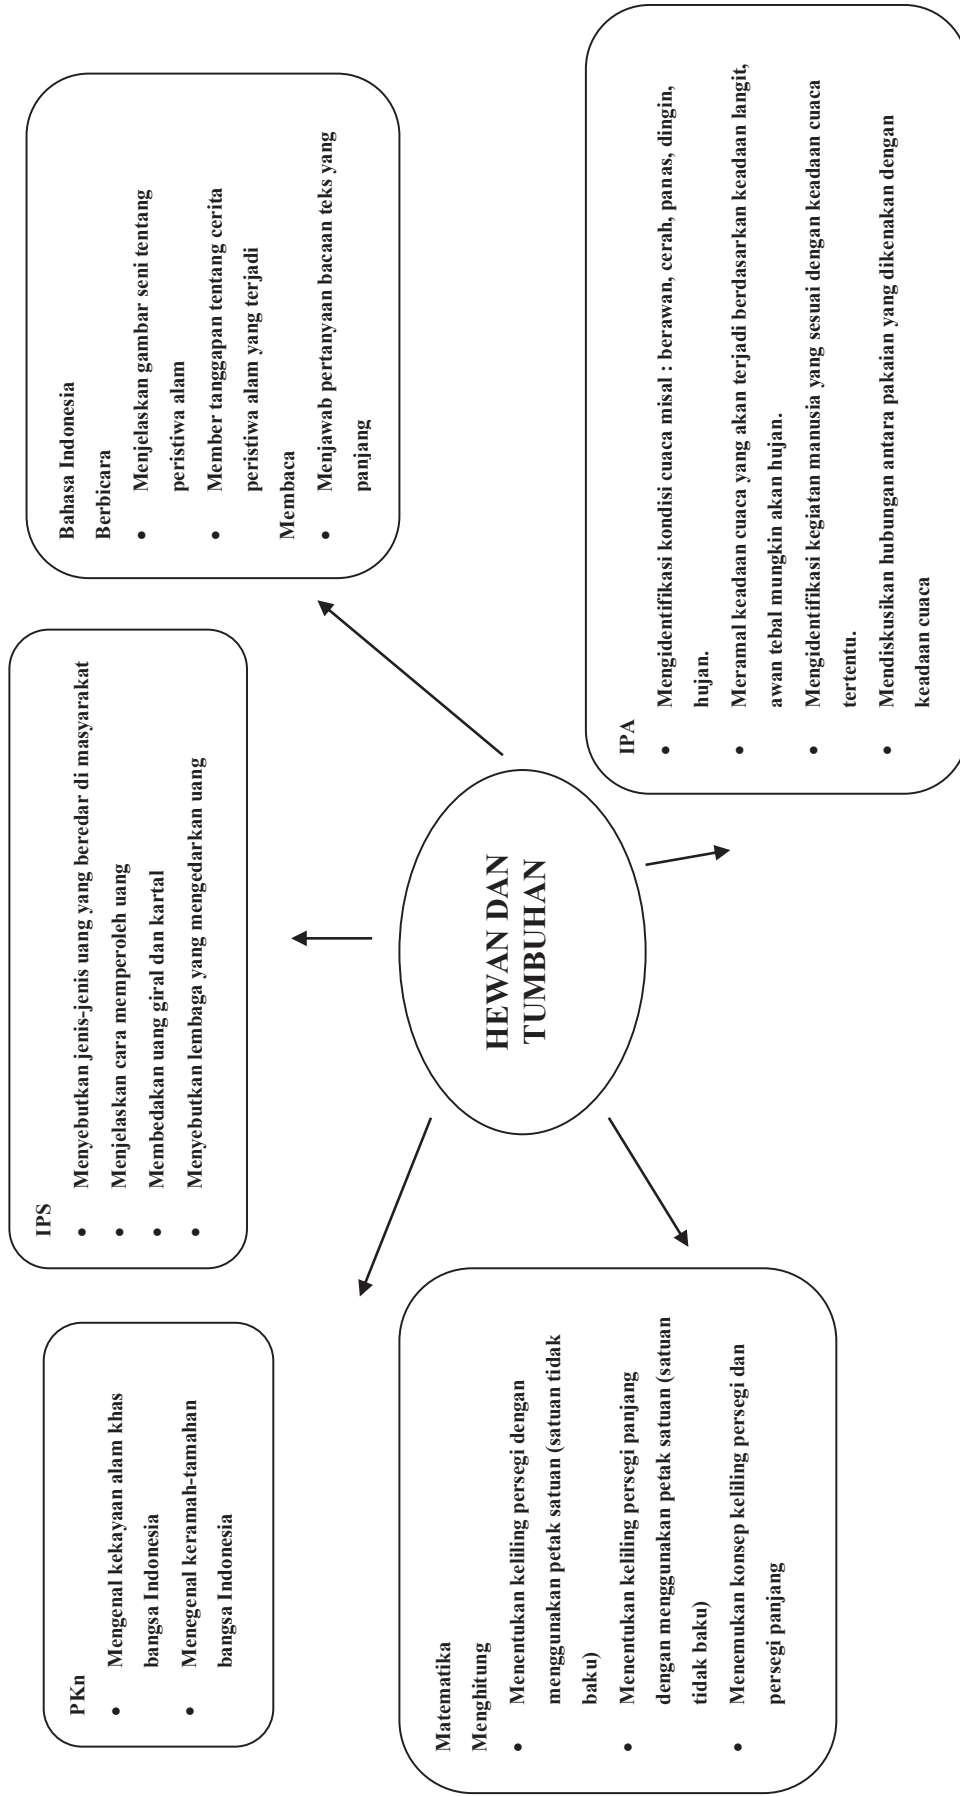 PKn
• Mengenal kekayaan alam khas
bangsa Indonesia
• Menegenal keramah-tamahan
bangsa Indonesia
IPS
• Menyebutkan jenis-jenis uang yang beredar di masyarakat
• Menjelaskan cara memperoleh uang
• Membedakan uang giral dan kartal
• Menyebutkan lembaga yang mengedarkan uang
Bahasa Indonesia
Berbicara
• Menjelaskan gambar seni tentang
peristiwa alam
• Member tanggapan tentang cerita
peristiwa alam yang terjadi
Membaca
• Menjawab pertanyaan bacaan teks yang
panjang
HEWAN DAN
TUMBUHAN
Matematika
Menghitung
• Menentukan keliling persegi dengan
menggunakan petak satuan (satuan tidak
baku)
• Menentukan keliling persegi panjang
dengan menggunakan petak satuan (satuan
tidak baku)
• Menemukan konsep keliling persegi dan
persegi panjang
IPA
• Mengidentifikasi kondisi cuaca misal : berawan, cerah, panas, dingin,
hujan.
• Meramal keadaan cuaca yang akan terjadi berdasarkan keadaan langit,
awan tebal mungkin akan hujan.
• Mengidentifikasi kegiatan manusia yang sesuai dengan keadaan cuaca
tertentu.
• Mendiskusikan hubungan antara pakaian yang dikenakan dengan
keadaan cuaca